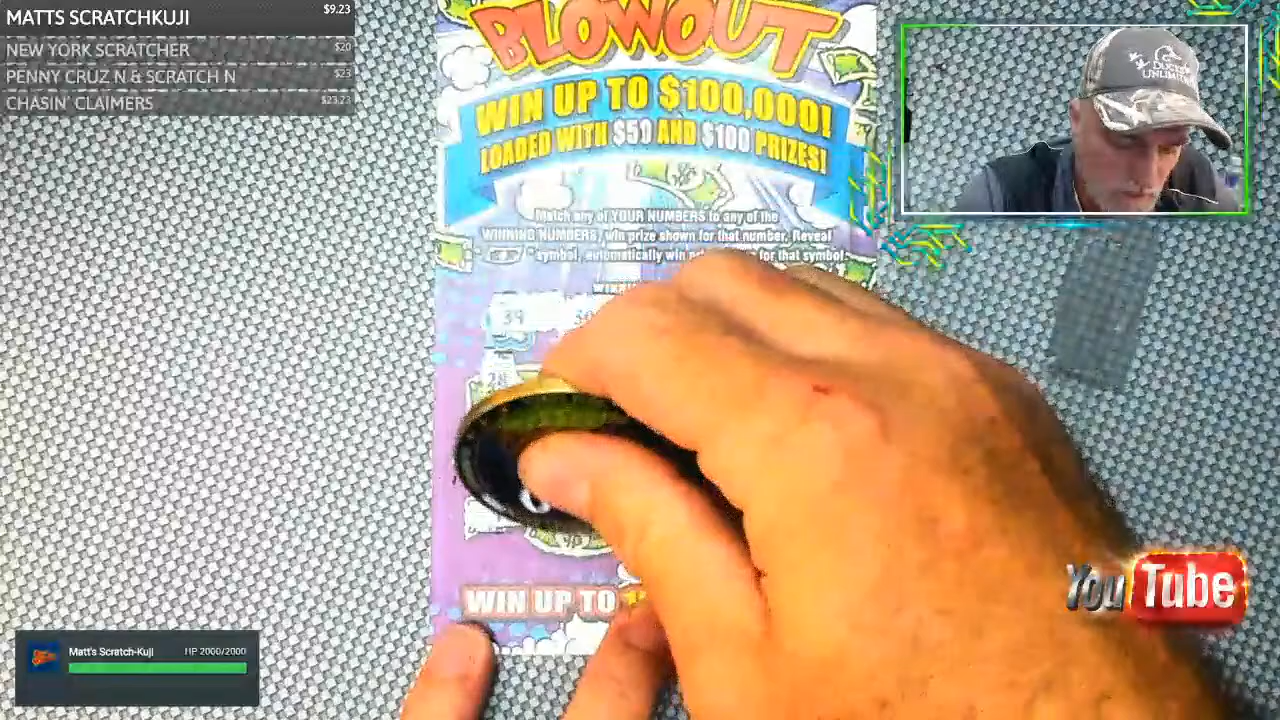 MATTS SCRATCHKUJI $9.23
NEW YORK SCRATCHER $20
PENNY CRUZ N & SCRATCH N $23
CHASIN' CLAIMERS $23.23
BLOWOUT
WIN UP TO $100,000!
LOADED WITH $50 AND $100 PRIZES!
Match any of YOUR NUMBERS to any of the
WINNING NUMBERS, win prize shown for that number. Reveal
" symbol, automatically win for that symbol.
39
WIN UP TO
DUCKS
UNLIMITED
YouTube
Matt's Scratch-Kuji HP 2000/2000